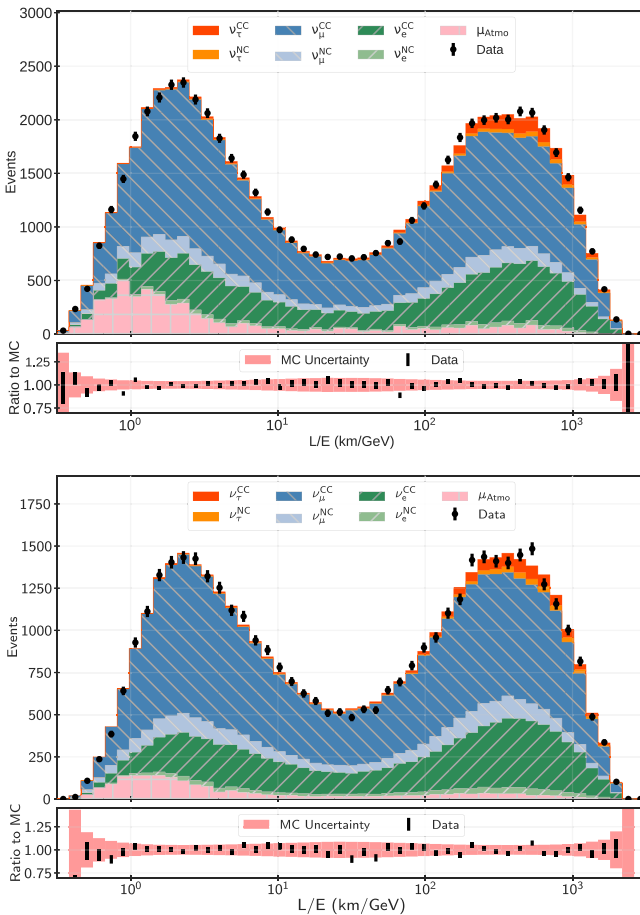 3000
2500
2000
1500
1000
500
0
Events
ν_τ^CC ν_μ^CC ν_e^CC μ_Atmo
ν_τ^NC ν_μ^NC ν_e^NC Data
1.25
1.00
0.75
Ratio to MC
MC Uncertainty Data
10^0 10^1 10^2 10^3
L/E (km/GeV)
1750
1500
1250
1000
750
500
250
0
Events
ν_τ^CC ν_μ^CC ν_e^CC μ_Atmo
ν_τ^NC ν_μ^NC ν_e^NC Data
1.25
1.00
0.75
Ratio to MC
MC Uncertainty Data
10^0 10^1 10^2 10^3
L/E (km/GeV)